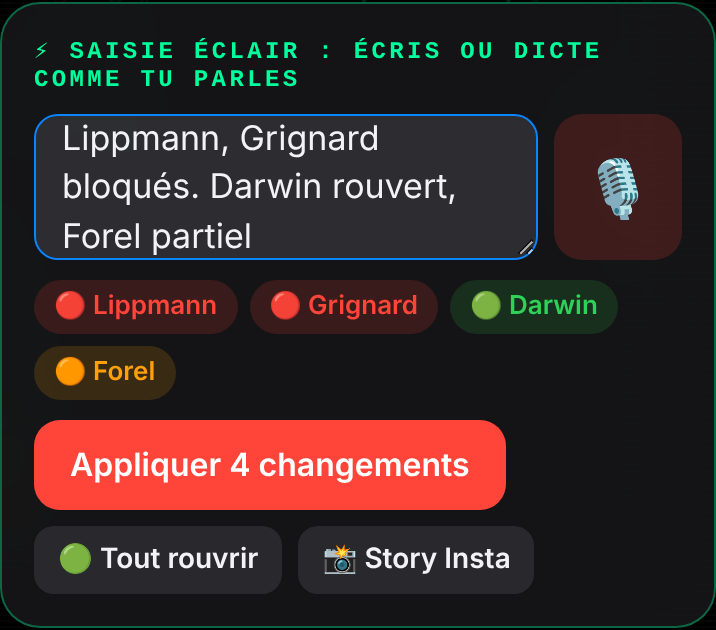 ⚡ SAISIE ÉCLAIR : ÉCRIS OU DICTE
COMME TU PARLES
Lippmann, Grignard
bloqués. Darwin rouvert,
Forel partiel
🔴 Lippmann 🔴 Grignard 🟢 Darwin
🟠 Forel
Appliquer 4 changements
🟢 Tout rouvrir 📸 Story Insta